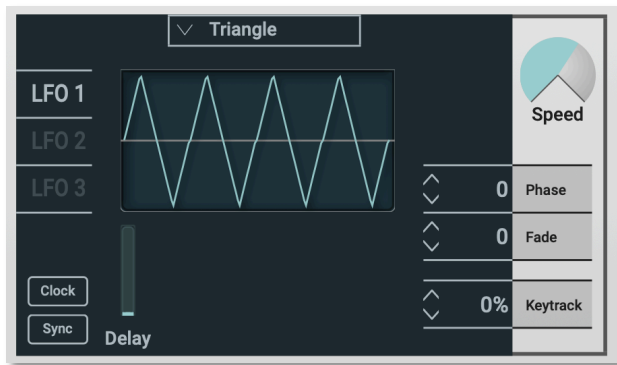 Triangle
LFO 1
LFO 2
LFO 3
Speed
0 Phase
0 Fade
0% Keytrack
Clock
Sync
Delay